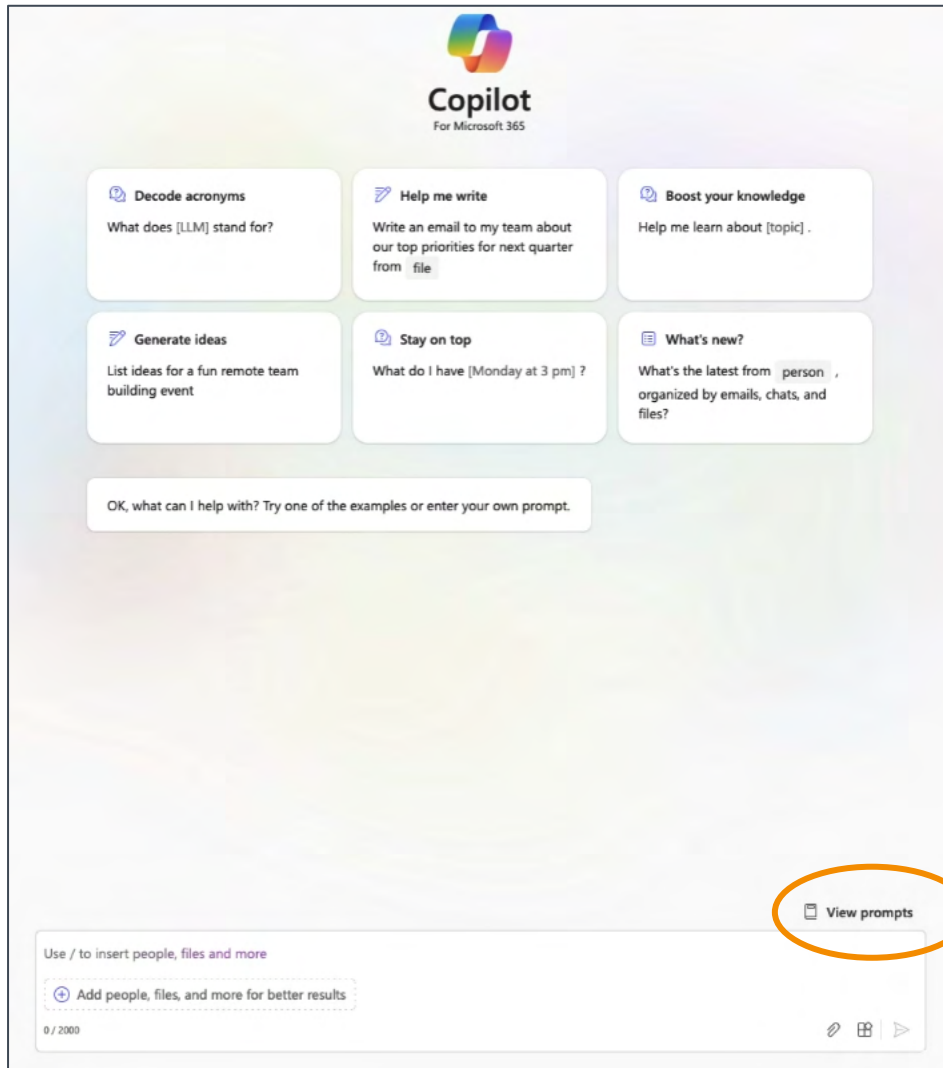 Copilot
For Microsoft 365
Decode acronyms
What does [LLM] stand for?
Help me write
Write an email to my team about
our top priorities for next quarter
from file
Boost your knowledge
Help me learn about [topic] .
Generate ideas
List ideas for a fun remote team
building event
Stay on top
What do I have [Monday at 3 pm] ?
What's new?
What's the latest from person ,
organized by emails, chats, and
files?
OK, what can I help with? Try one of the examples or enter your own prompt.
View prompts
Use / to insert people, files and more
Add people, files, and more for better results
0 / 2000